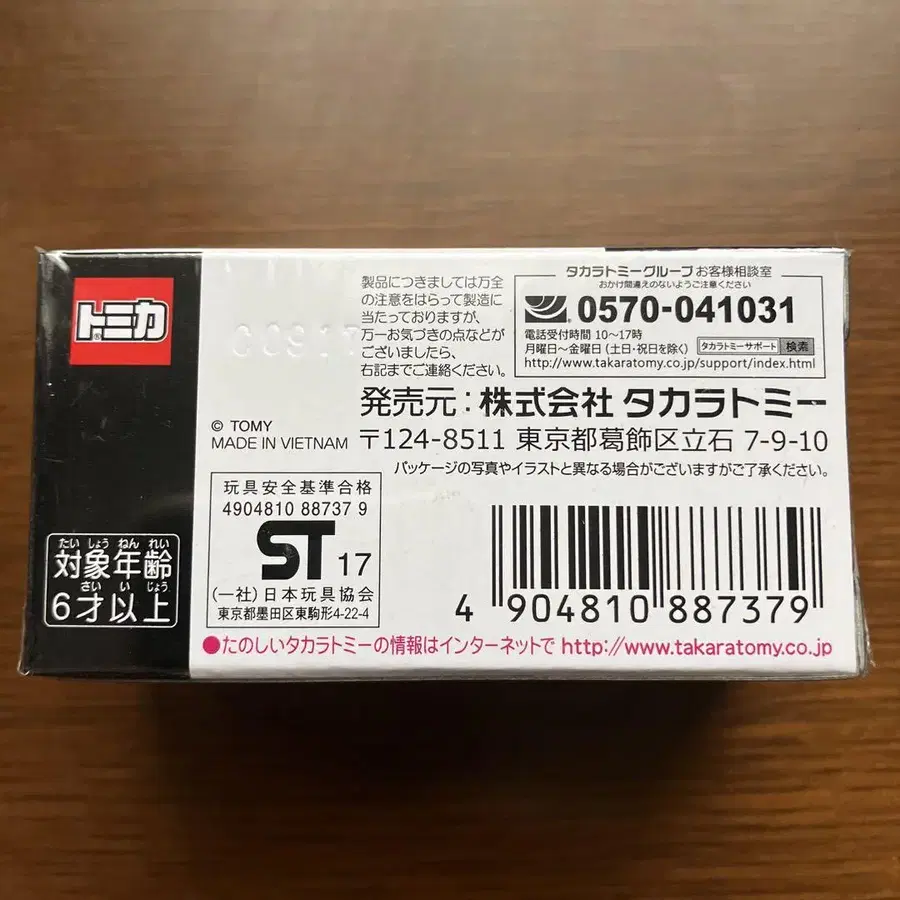 トミカ
製品につきましては万全
の注意をはらって製造に
当たっておりますが、
万一お気づきの点などが
ございましたら、
右記までご連絡ください。
タカラトミーグループ お客様相談室
おかけ間違えのないようご注意ください
0570-041031
電話受付時間 10〜17時
月曜日〜金曜日 (土・日・祝日を除く) タカラトミーサポート 検索
http://www.takaratomy.co.jp/support/index.html
発売元:株式会社 タカラトミー
〒124-8511 東京都葛飾区立石 7-9-10
パッケージの写真やイラストと異なる場合がございますがご了承ください。
© TOMY
MADE IN VIETNAM
玩具安全基準合格
4904810 88737 9
ST 17
(一社)日本玩具協会
東京都墨田区東駒形4-22-4
たい しょう ねん れい
対象年齢
さい い じょう
6才以上
4 904810 887379
●たのしいタカラトミーの情報はインターネットで http://www.takaratomy.co.jp